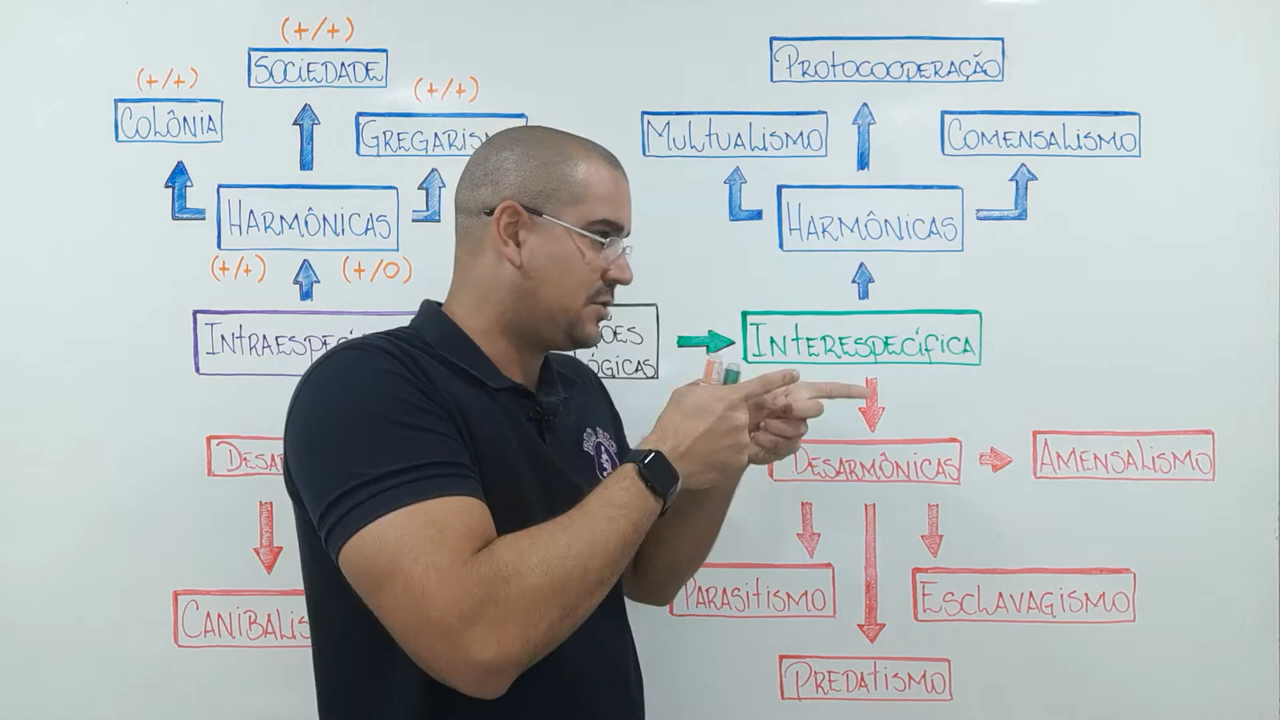 (+/+)
SOCIEDADE
(+/+)
COLÔNIA
(+/+)
HARMÔNICAS
(+/+)
(+/0)
PROTOCOOPERAÇÃO
MULTUALISMO
COMENSALISMO
HARMÔNICAS
INTERESPECÍFICA
DESARMÔNICAS
AMENSALISMO
PARASITISMO
ESCLAVAGISMO
PREDATISMO